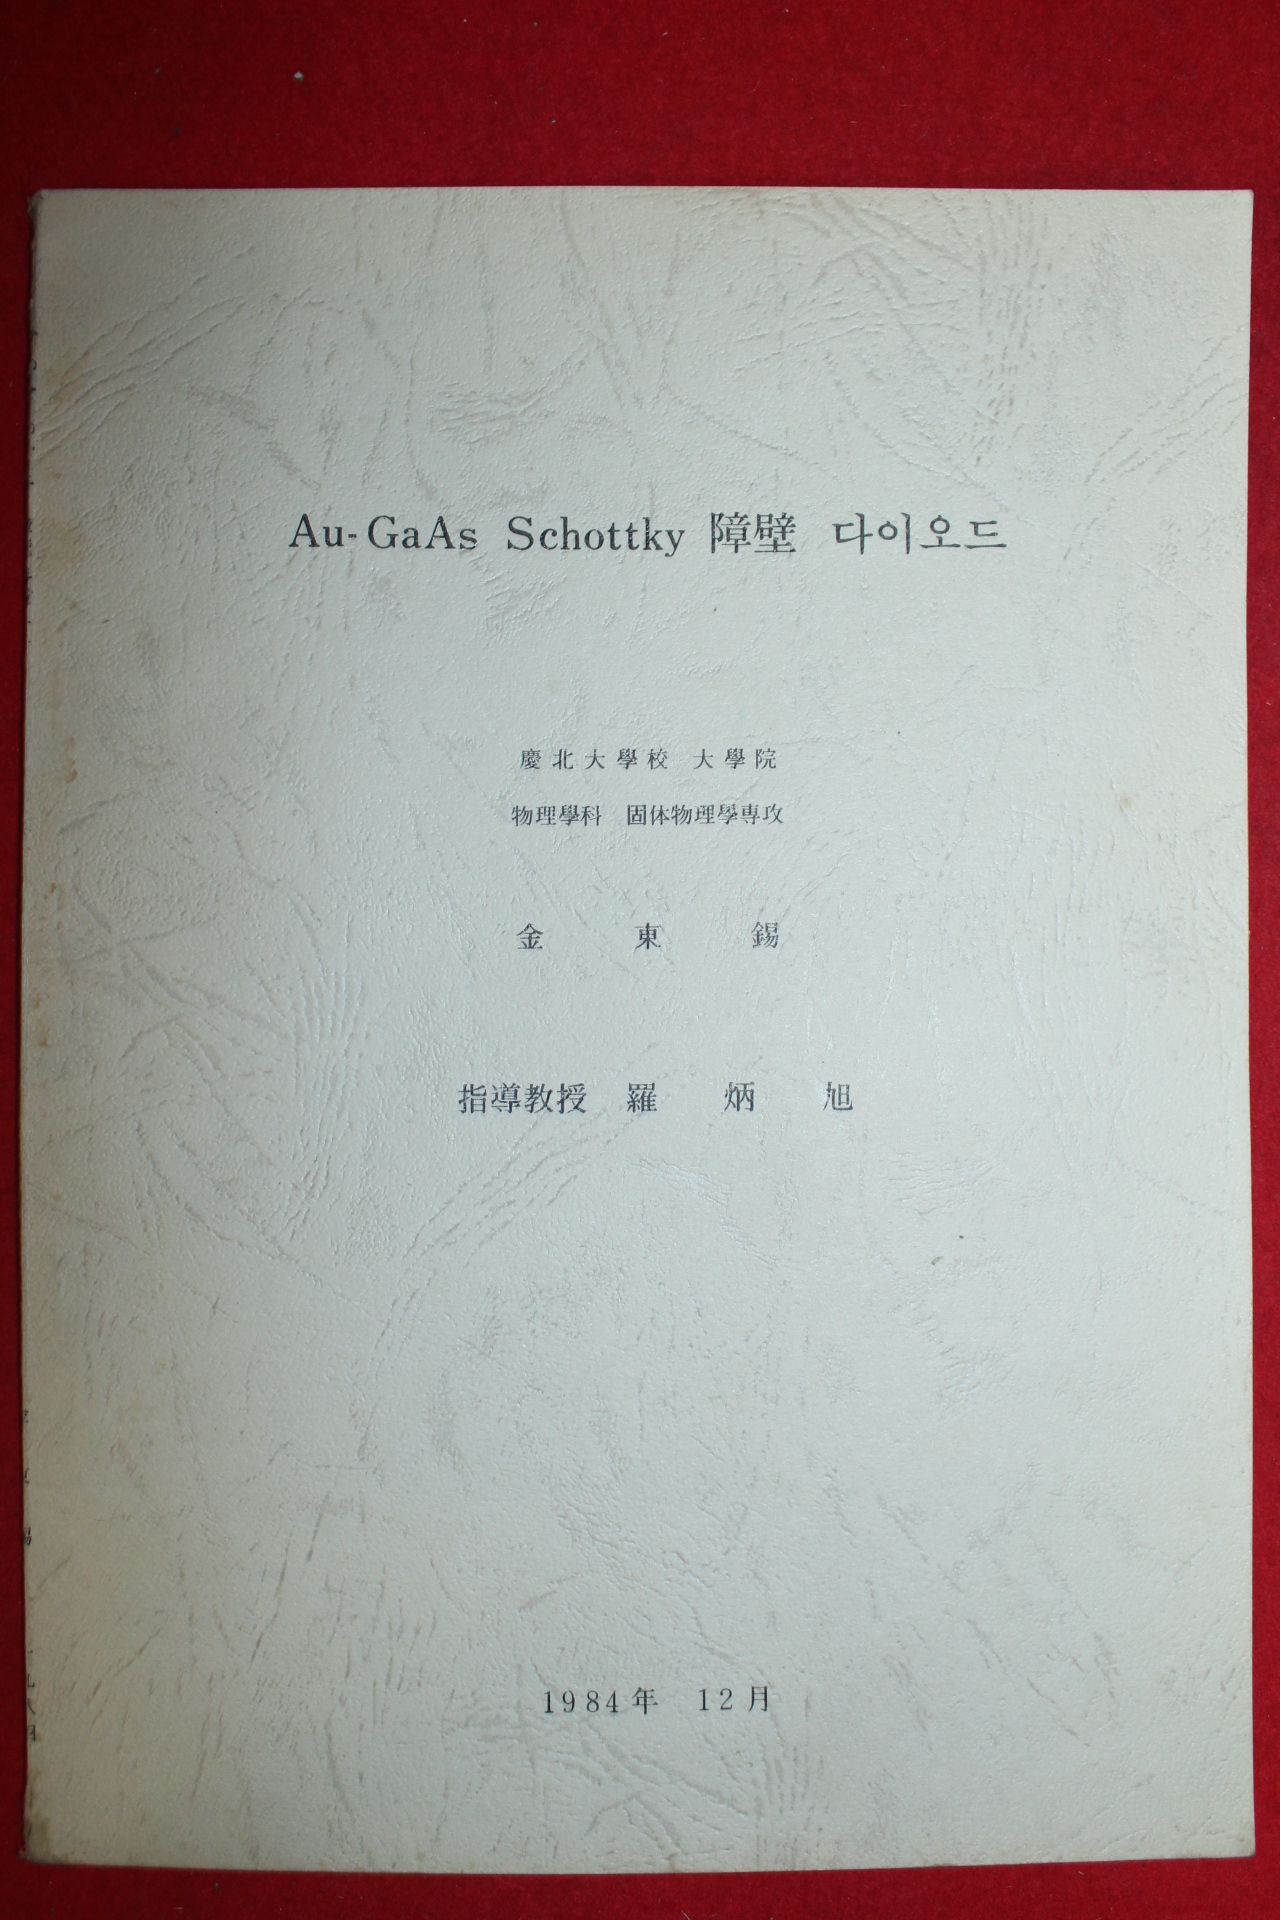 Au-GaAs Schottky 障壁 다이오드
慶北大學校 大學院
物理學科 固体物理學専攻
金 東 錫
指導教授 羅 炳 旭
1984年 12月